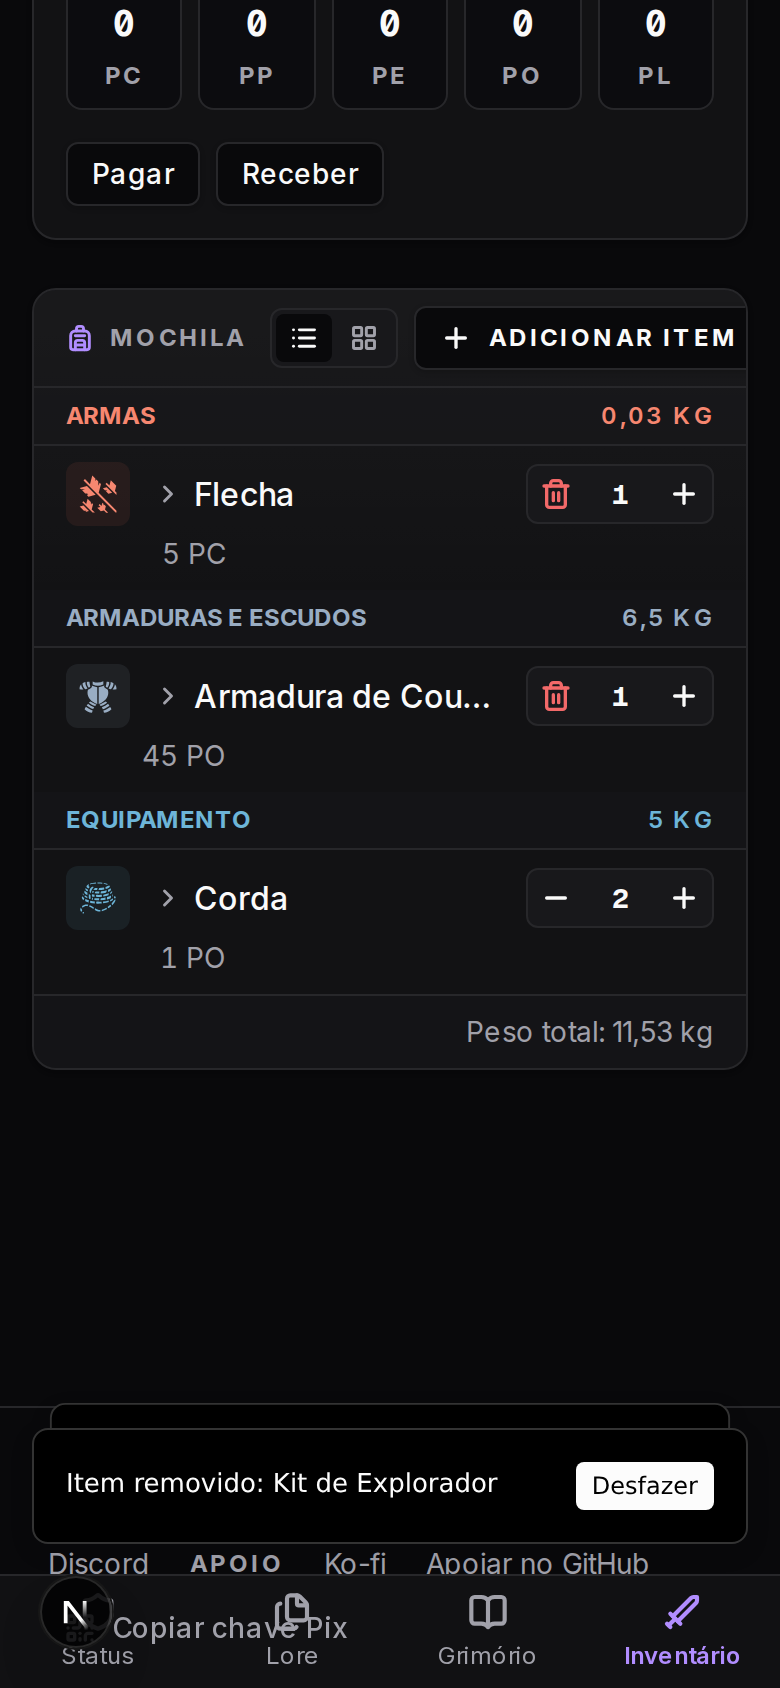 0 0 0 0 0
PC PP PE PO PL
Pagar Receber
MOCHILA ADICIONAR ITEM
ARMAS 0,03 KG
Flecha 1
5 PC
ARMADURAS E ESCUDOS 6,5 KG
Armadura de Cou... 1
45 PO
EQUIPAMENTO 5 KG
Corda 2
1 PO
Peso total: 11,53 kg
Item removido: Kit de Explorador Desfazer
Discord APOIO Ko-fi Apoiar no GitHub
N Copiar chave Pix
Status Lore Grimório Inventário